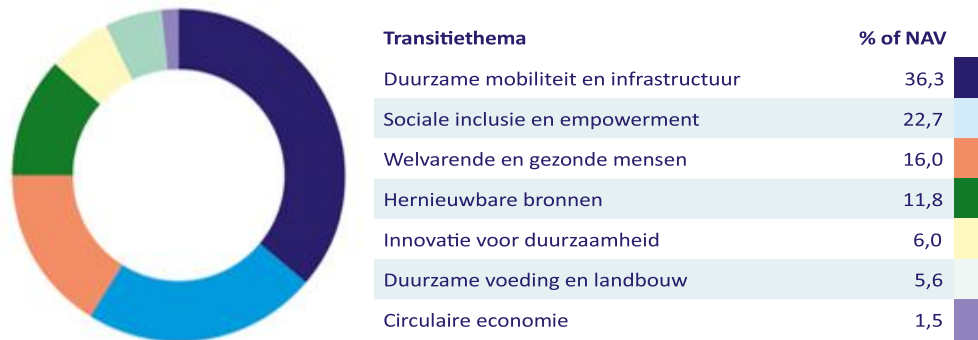 Transitiethema % of NAV
Duurzame mobiliteit en infrastructuur 36,3
Sociale inclusie en empowerment 22,7
Welvarende en gezonde mensen 16,0
Hernieuwbare bronnen 11,8
Innovatie voor duurzaamheid 6,0
Duurzame voeding en landbouw 5,6
Circulaire economie 1,5